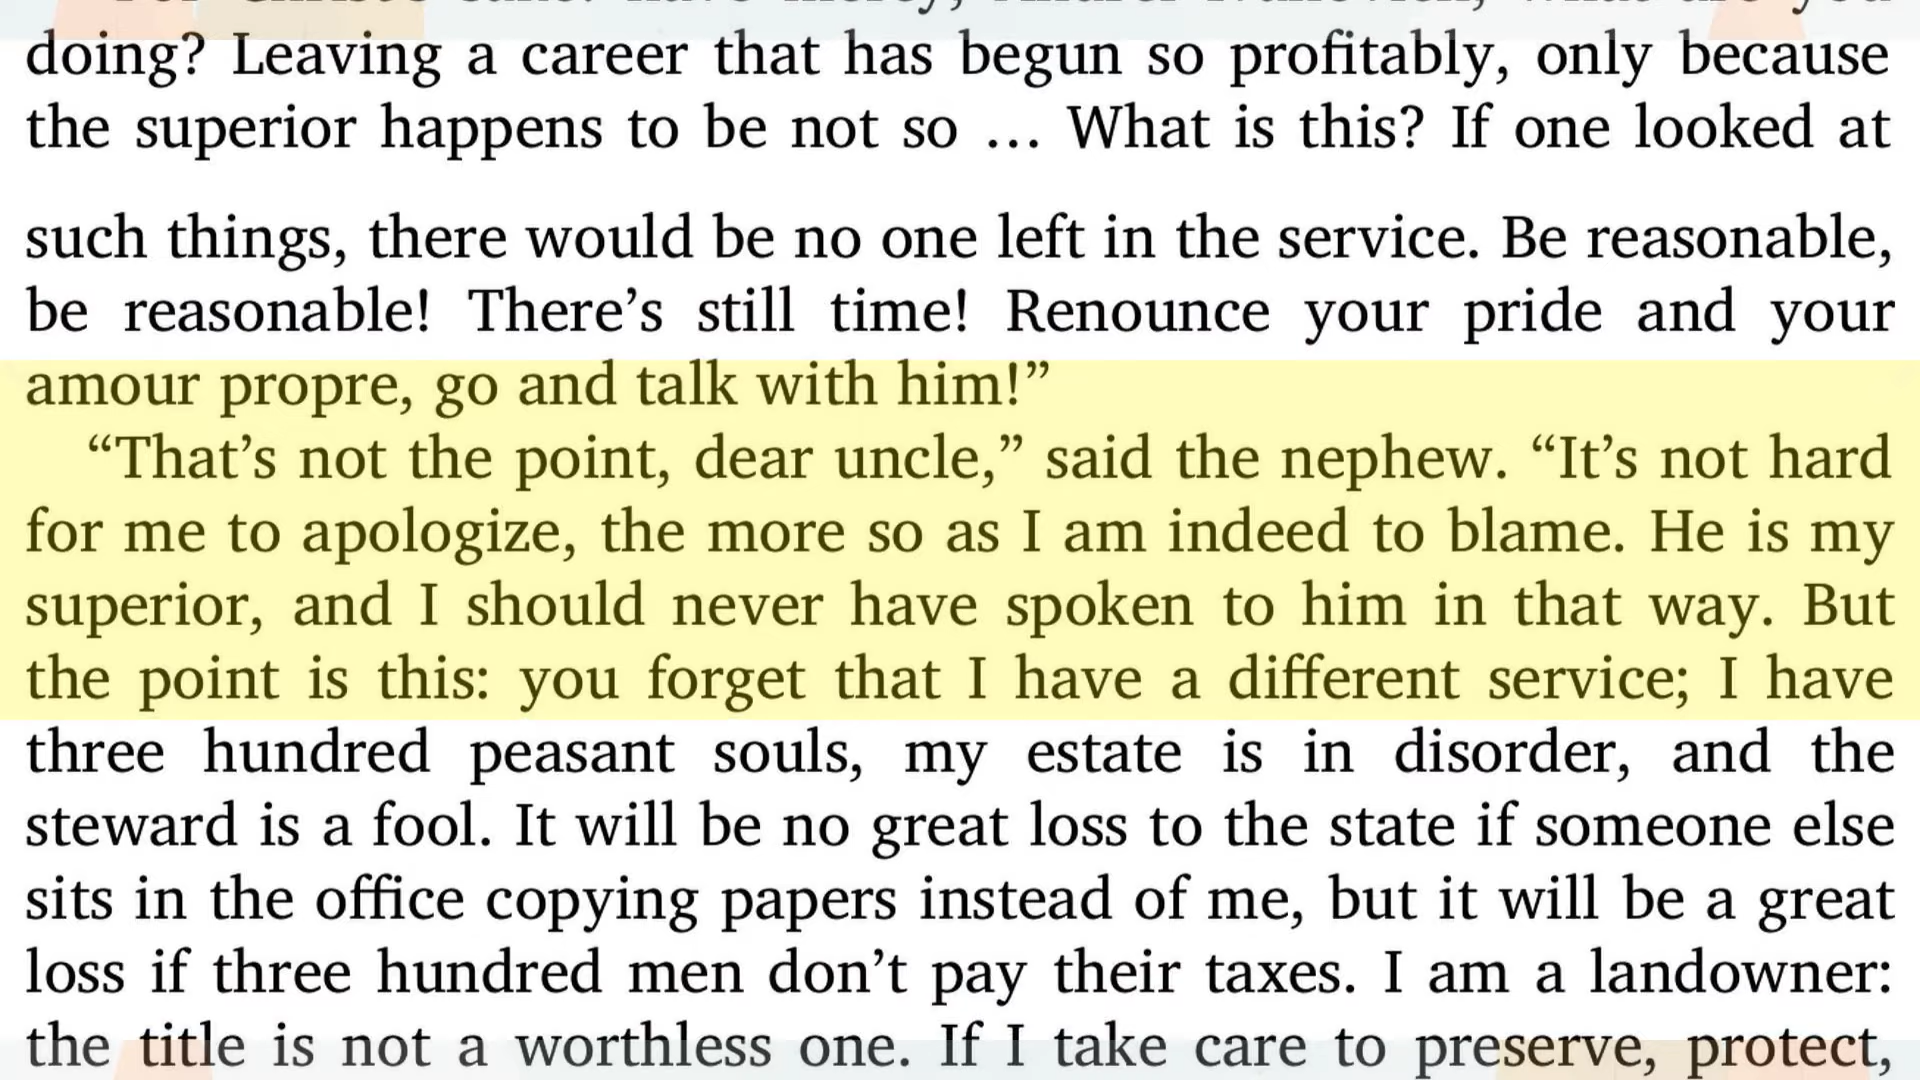 doing? Leaving a career that has begun so profitably, only because
the superior happens to be not so … What is this? If one looked at
such things, there would be no one left in the service. Be reasonable,
be reasonable! There’s still time! Renounce your pride and your
amour propre, go and talk with him!”
“That’s not the point, dear uncle,” said the nephew. “It’s not hard
for me to apologize, the more so as I am indeed to blame. He is my
superior, and I should never have spoken to him in that way. But
the point is this: you forget that I have a different service; I have
three hundred peasant souls, my estate is in disorder, and the
steward is a fool. It will be no great loss to the state if someone else
sits in the office copying papers instead of me, but it will be a great
loss if three hundred men don’t pay their taxes. I am a landowner:
the title is not a worthless one. If I take care to preserve, protect,